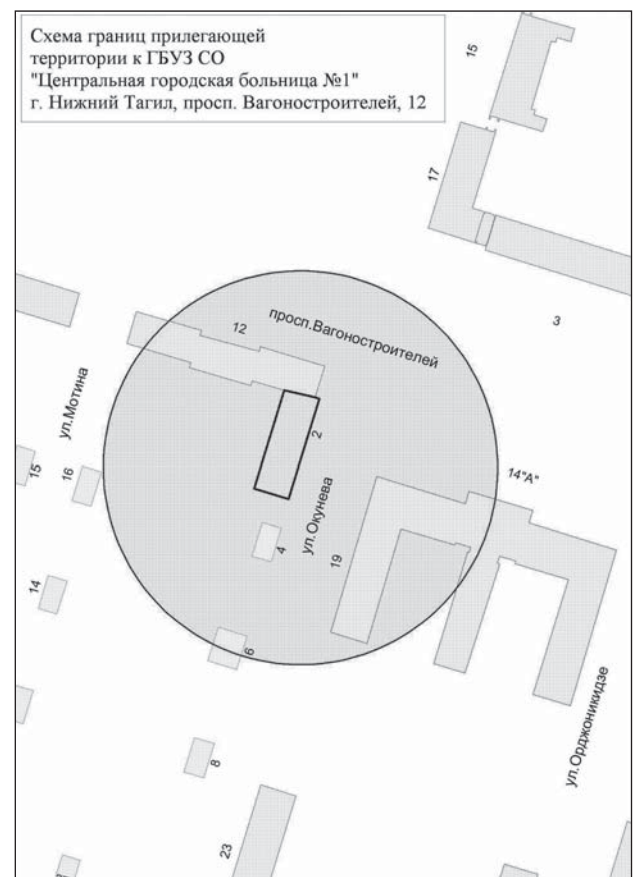 Схема границ прилегающей
территории к ГБУЗ СО
"Центральная городская больница №1"
г. Нижний Тагил, просп. Вагоностроителей, 12
15
17
3
12
просп.Вагоностроителей
ул.Мотина
2
15
16
14"А"
ул.Окунева
4
19
14
6
ул.Орджоникидзе
8
23